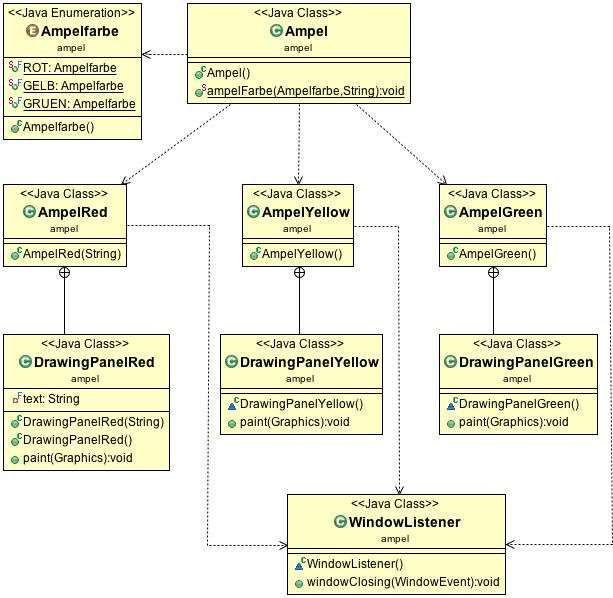 <<Java Enumeration>>
Ampelfarbe
ampel
ROT: Ampelfarbe
GELB: Ampelfarbe
GRUEN: Ampelfarbe
Ampelfarbe()
<<Java Class>>
Ampel
ampel
Ampel()
ampelFarbe(Ampelfarbe,String):void
<<Java Class>>
AmpelRed
ampel
AmpelRed(String)
<<Java Class>>
AmpelYellow
ampel
AmpelYellow()
<<Java Class>>
AmpelGreen
ampel
AmpelGreen()
<<Java Class>>
DrawingPanelRed
ampel
text: String
DrawingPanelRed(String)
DrawingPanelRed()
paint(Graphics):void
<<Java Class>>
DrawingPanelYellow
ampel
DrawingPanelYellow()
paint(Graphics):void
<<Java Class>>
DrawingPanelGreen
ampel
DrawingPanelGreen()
paint(Graphics):void
<<Java Class>>
WindowListener
ampel
WindowListener()
windowClosing(WindowEvent):void